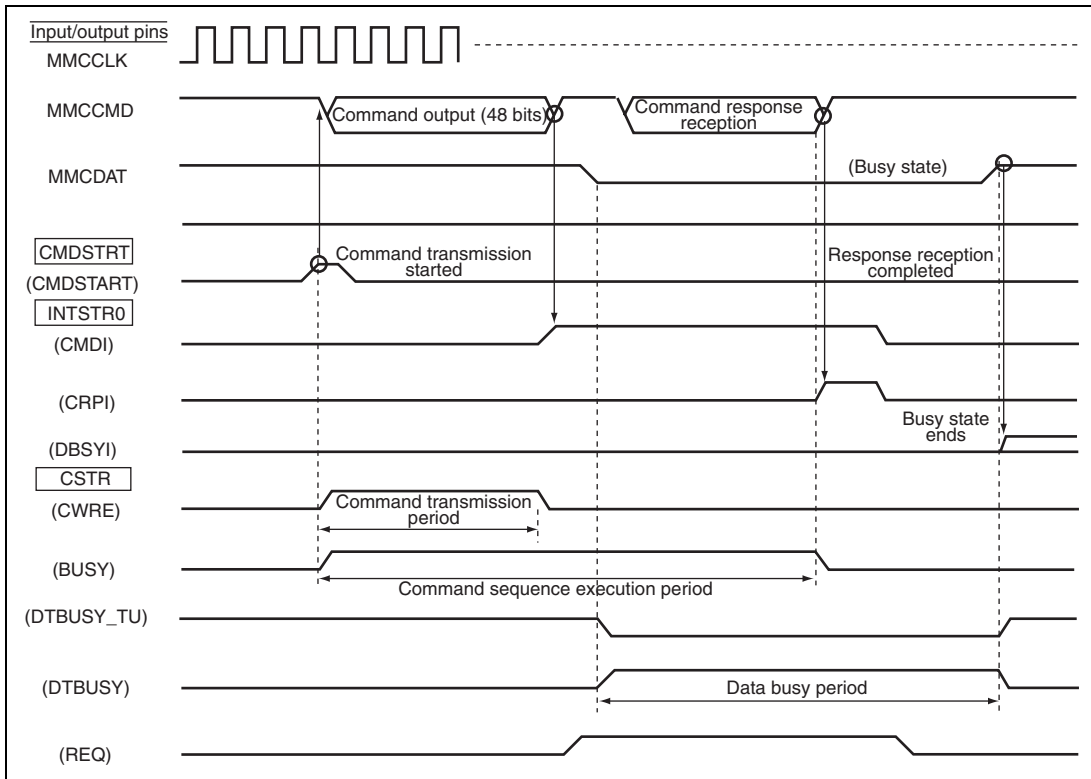 Input/output pins
MMCCLK
MMCCMD
Command output (48 bits)
Command response
reception
MMCDAT
(Busy state)
CMDSTRT
(CMDSTART)
Command transmission
started
Response reception
completed
INTSTR0
(CMDI)
(CRPI)
(DBSYI)
Busy state
ends
CSTR
(CWRE)
Command transmission
period
(BUSY)
Command sequence execution period
(DTBUSY_TU)
(DTBUSY)
Data busy period
(REQ)